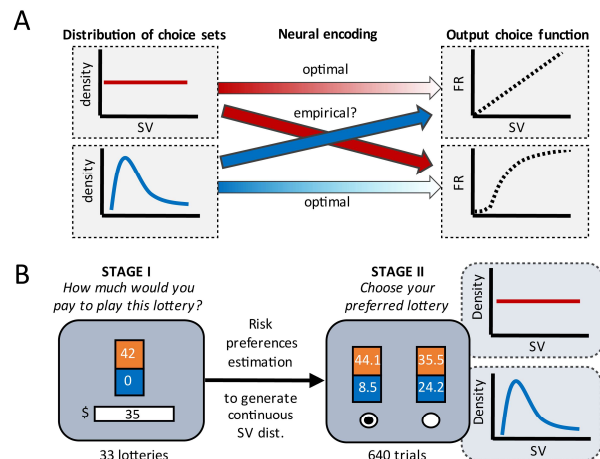 A
Distribution of choice sets
Neural encoding
Output choice function
density
SV
optimal
FR
SV
empirical?
density
optimal
FR
B
STAGE I
How much would you
pay to play this lottery?
42
0
$ 35
33 lotteries
Risk
preferences
estimation
to generate
continuous
SV dist.
STAGE II
Choose your
preferred lottery
44.1
8.5
35.5
24.2
640 trials
Density
SV
Density
SV